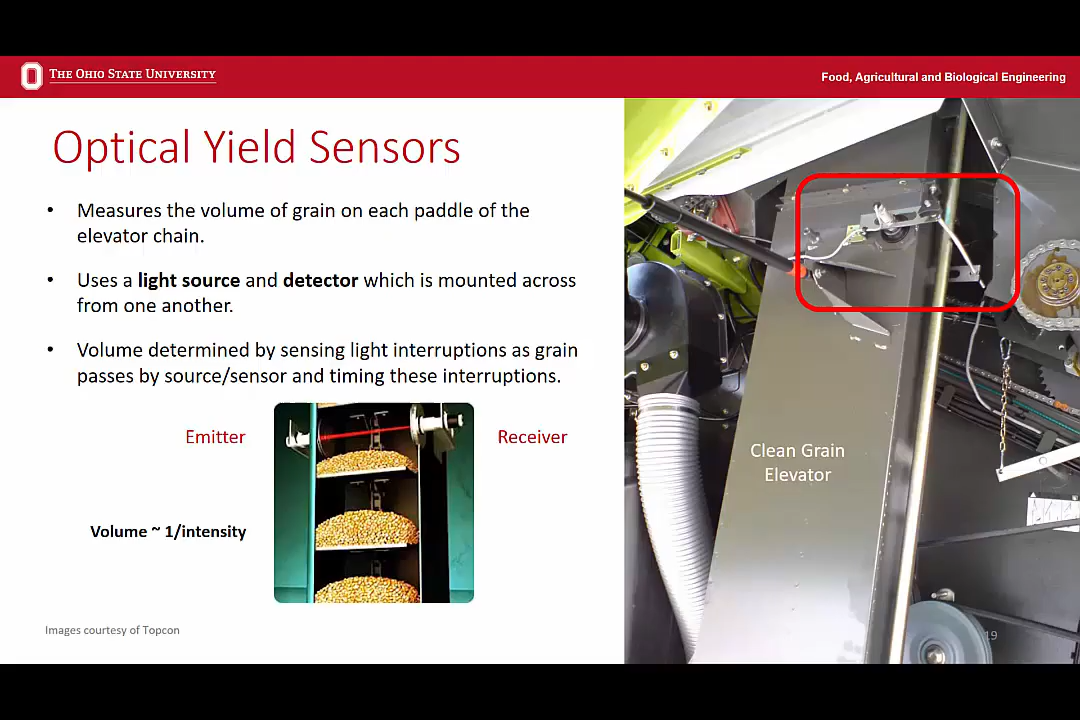 THE OHIO STATE UNIVERSITY
Food, Agricultural and Biological Engineering
Optical Yield Sensors
• Measures the volume of grain on each paddle of the
elevator chain.
• Uses a light source and detector which is mounted across
from one another.
• Volume determined by sensing light interruptions as grain
passes by source/sensor and timing these interruptions.
Emitter
Receiver
Volume ~ 1/intensity
Images courtesy of Topcon
Clean Grain
Elevator
19